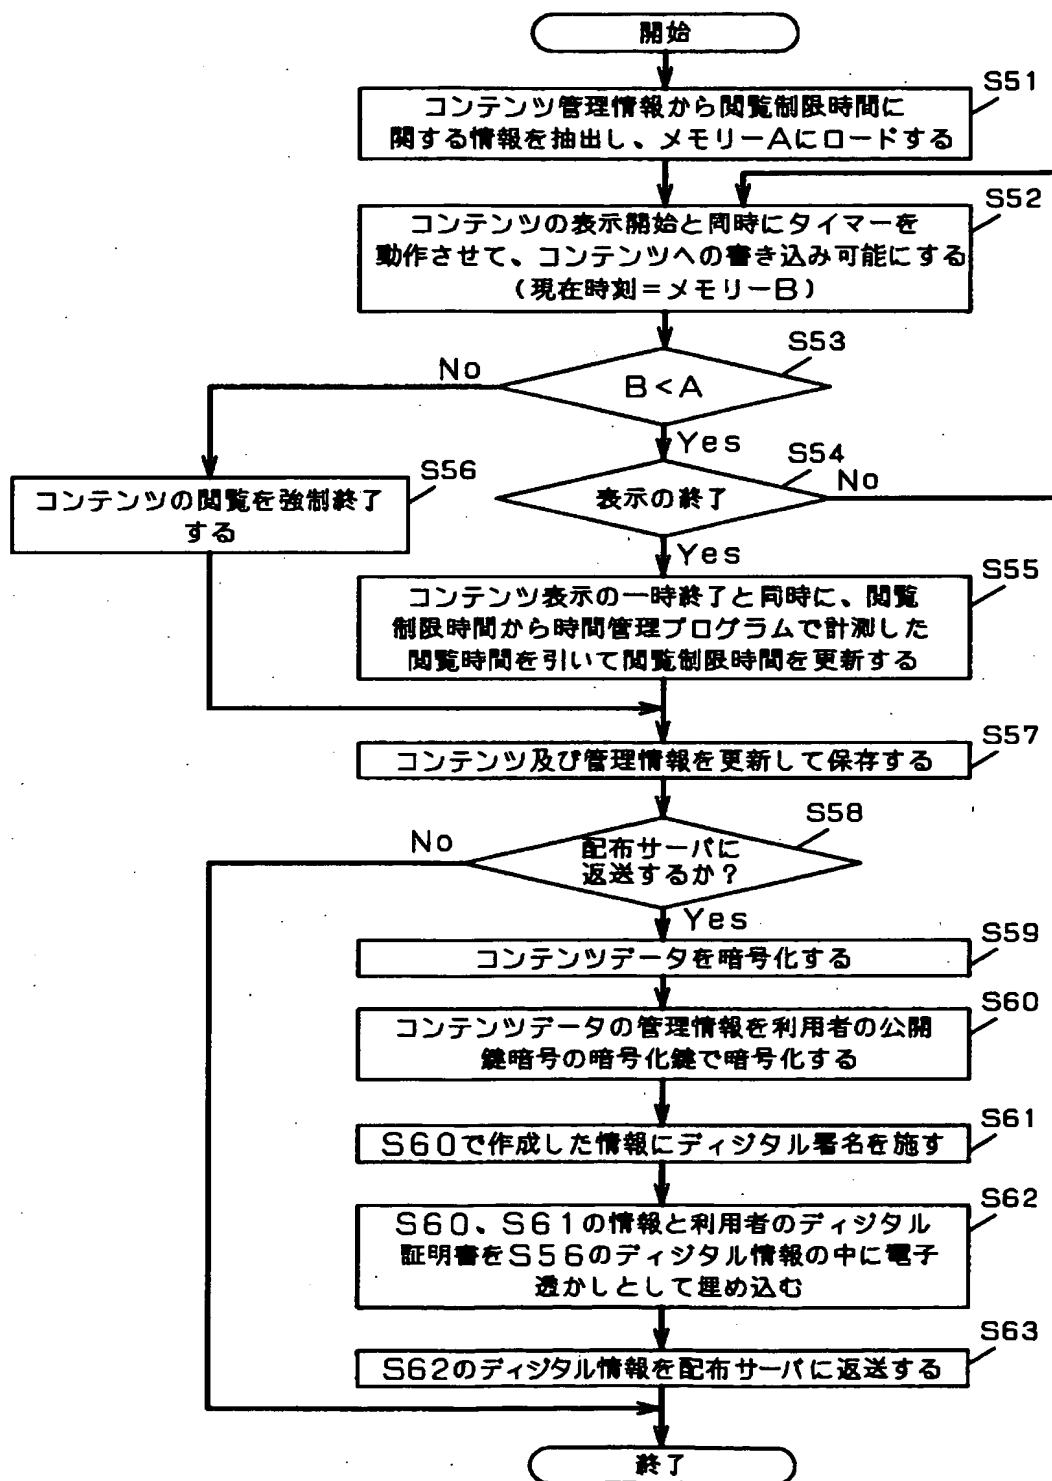 開始
S51
コンテンツ管理情報から閲覧制限時間に
関する情報を抽出し、メモリーAにロードする
S52
コンテンツの表示開始と同時にタイマーを
動作させて、コンテンツへの書き込み可能にする
(現在時刻=メモリーB)
S53
No
B<A
Yes
S54
S56
コンテンツの閲覧を強制終了
する
表示の終了
No
Yes
S55
コンテンツ表示の一時終了と同時に、閲覧
制限時間から時間管理プログラムで計測した
閲覧時間を引いて閲覧制限時間を更新する
S57
コンテンツ及び管理情報を更新して保存する
S58
No
配布サーバに
返送するか?
Yes
S59
コンテンツデータを暗号化する
S60
コンテンツデータの管理情報を利用者の公開
鍵暗号の暗号化鍵で暗号化する
S61
S60で作成した情報にディジタル署名を施す
S62
S60、S61の情報と利用者のディジタル
証明書をS56のディジタル情報の中に電子
透かしとして埋め込む
S63
S62のディジタル情報を配布サーバに返送する
終了